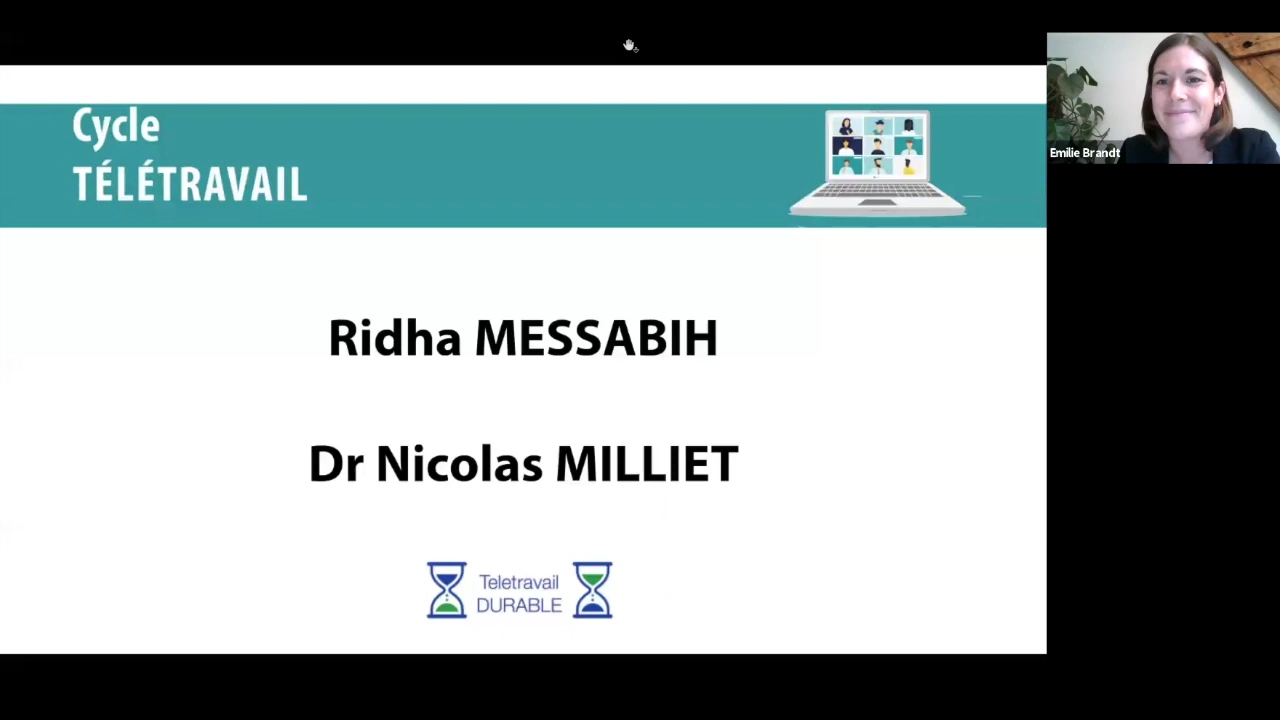 Cycle
TÉLÉTRAVAIL
Emilie Brandt
Ridha MESSABIH
Dr Nicolas MILLIET
Teletravail
DURABLE